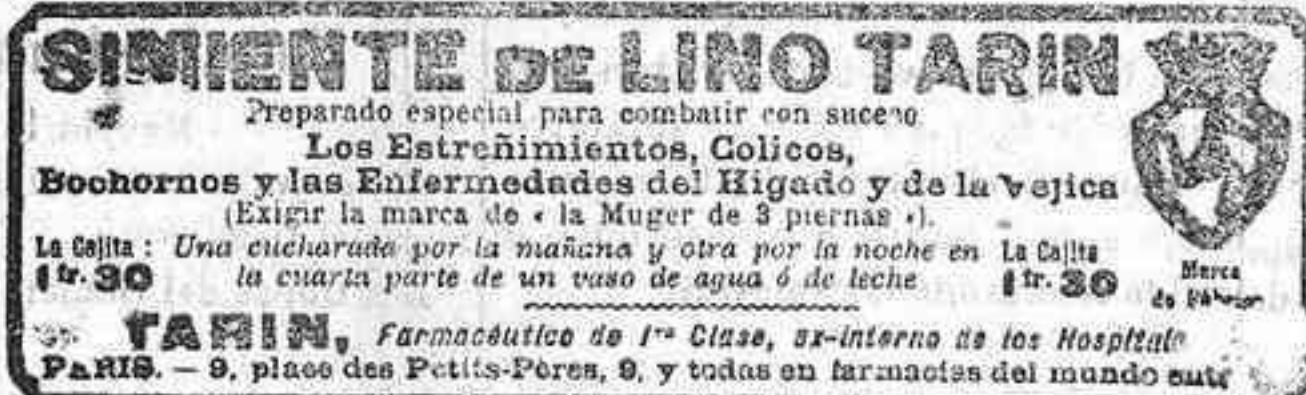 SIMIENTE DE LINO TARIN
Preparado especial para combatir con suceso
Los Estreñimientos, Colicos,
Bochornos y las Enfermedades del Higado y de la Vejica
(Exigir la marca de « la Muger de 3 piernas »).
La Cajita : Una cucharada por la mañana y otra por la noche en La Cajita
1 fr. 30 la cuarta parte de un vaso de agua ó de leche 1 fr. 30
Marca
de Fábrica
TARIN, Farmacéutico de 1ra Clase, ex-interno de los Hospitale
PARIS. — 9, place des Petits-Pères, 9, y todas en farmacias del mundo